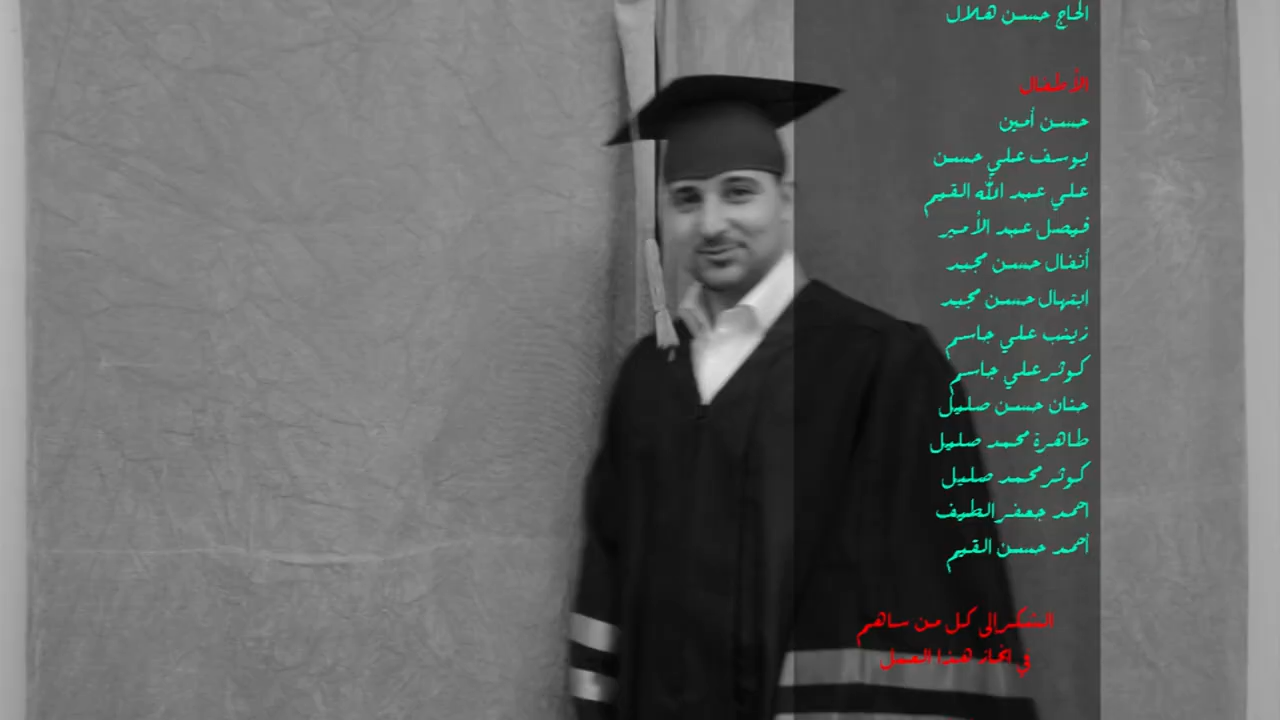 الحاج حسن هلال
الأطفال
حسن أمين
يوسف علي حسن
علي عبد الله القيم
فيصل عبد الأمير
أنفال حسن مجيد
ابتهال حسن مجيد
زينب علي جاسم
كوثر علي جاسم
حنان حسن صليل
طاهرة محمد صليل
كوثر محمد صليل
احمد جعفر الطيف
أحمد حسن القيم
الشكر إلى كل من ساهم
في انجاز هذا العمل